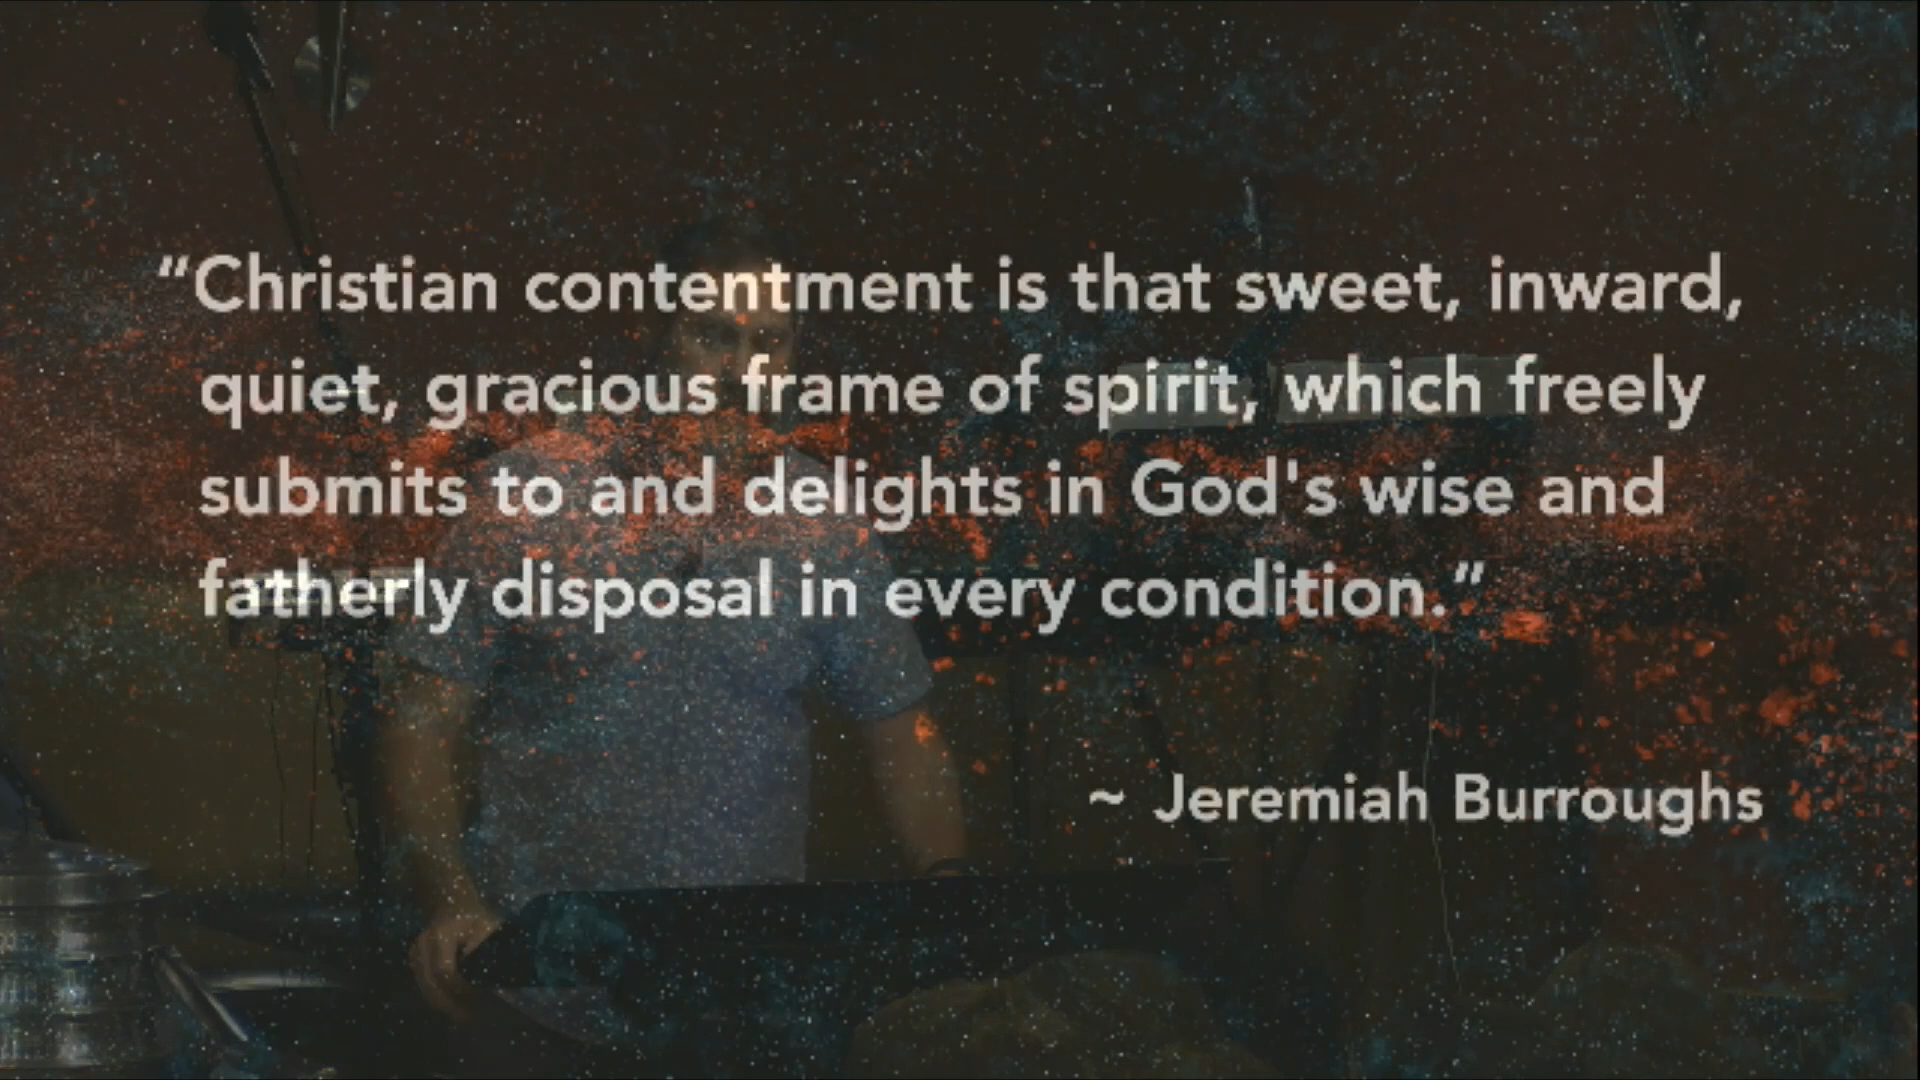 “Christian contentment is that sweet, inward,
quiet, gracious frame of spirit, which freely
submits to and delights in God's wise and
fatherly disposal in every condition.”
~ Jeremiah Burroughs